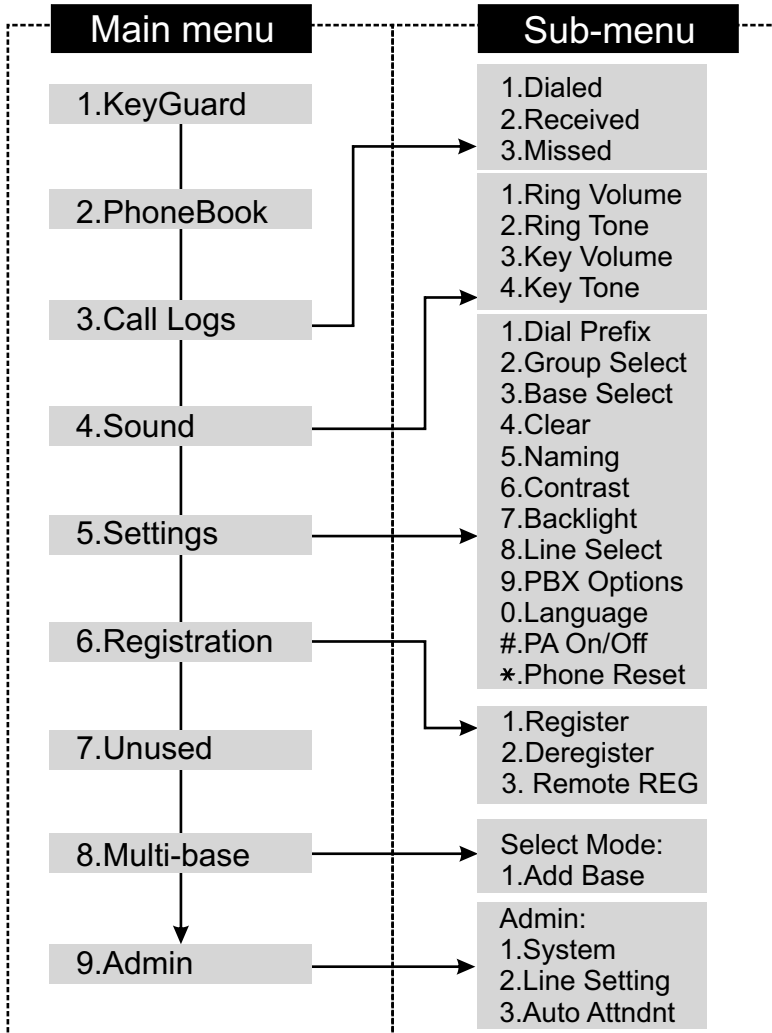 Main menu
1.KeyGuard
2.PhoneBook
3.Call Logs
4.Sound
5.Settings
6.Registration
7.Unused
8.Multi-base
9.Admin
Sub-menu
1.Dialed
2.Received
3.Missed
1.Ring Volume
2.Ring Tone
3.Key Volume
4.Key Tone
1.Dial Prefix
2.Group Select
3.Base Select
4.Clear
5.Naming
6.Contrast
7.Backlight
8.Line Select
9.PBX Options
0.Language
#.PA On/Off
*.Phone Reset
1.Register
2.Deregister
3. Remote REG
Select Mode:
1.Add Base
Admin:
1.System
2.Line Setting
3.Auto Attndnt